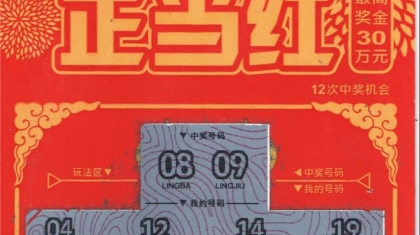 正当红
最高
奖金
30
万元
12次中奖机会
▼中奖号码
玩法区▼
08 09
LINGBA LINGJIU
◀中奖号码
▼我的号码
▼我的号码
04 12 14 19